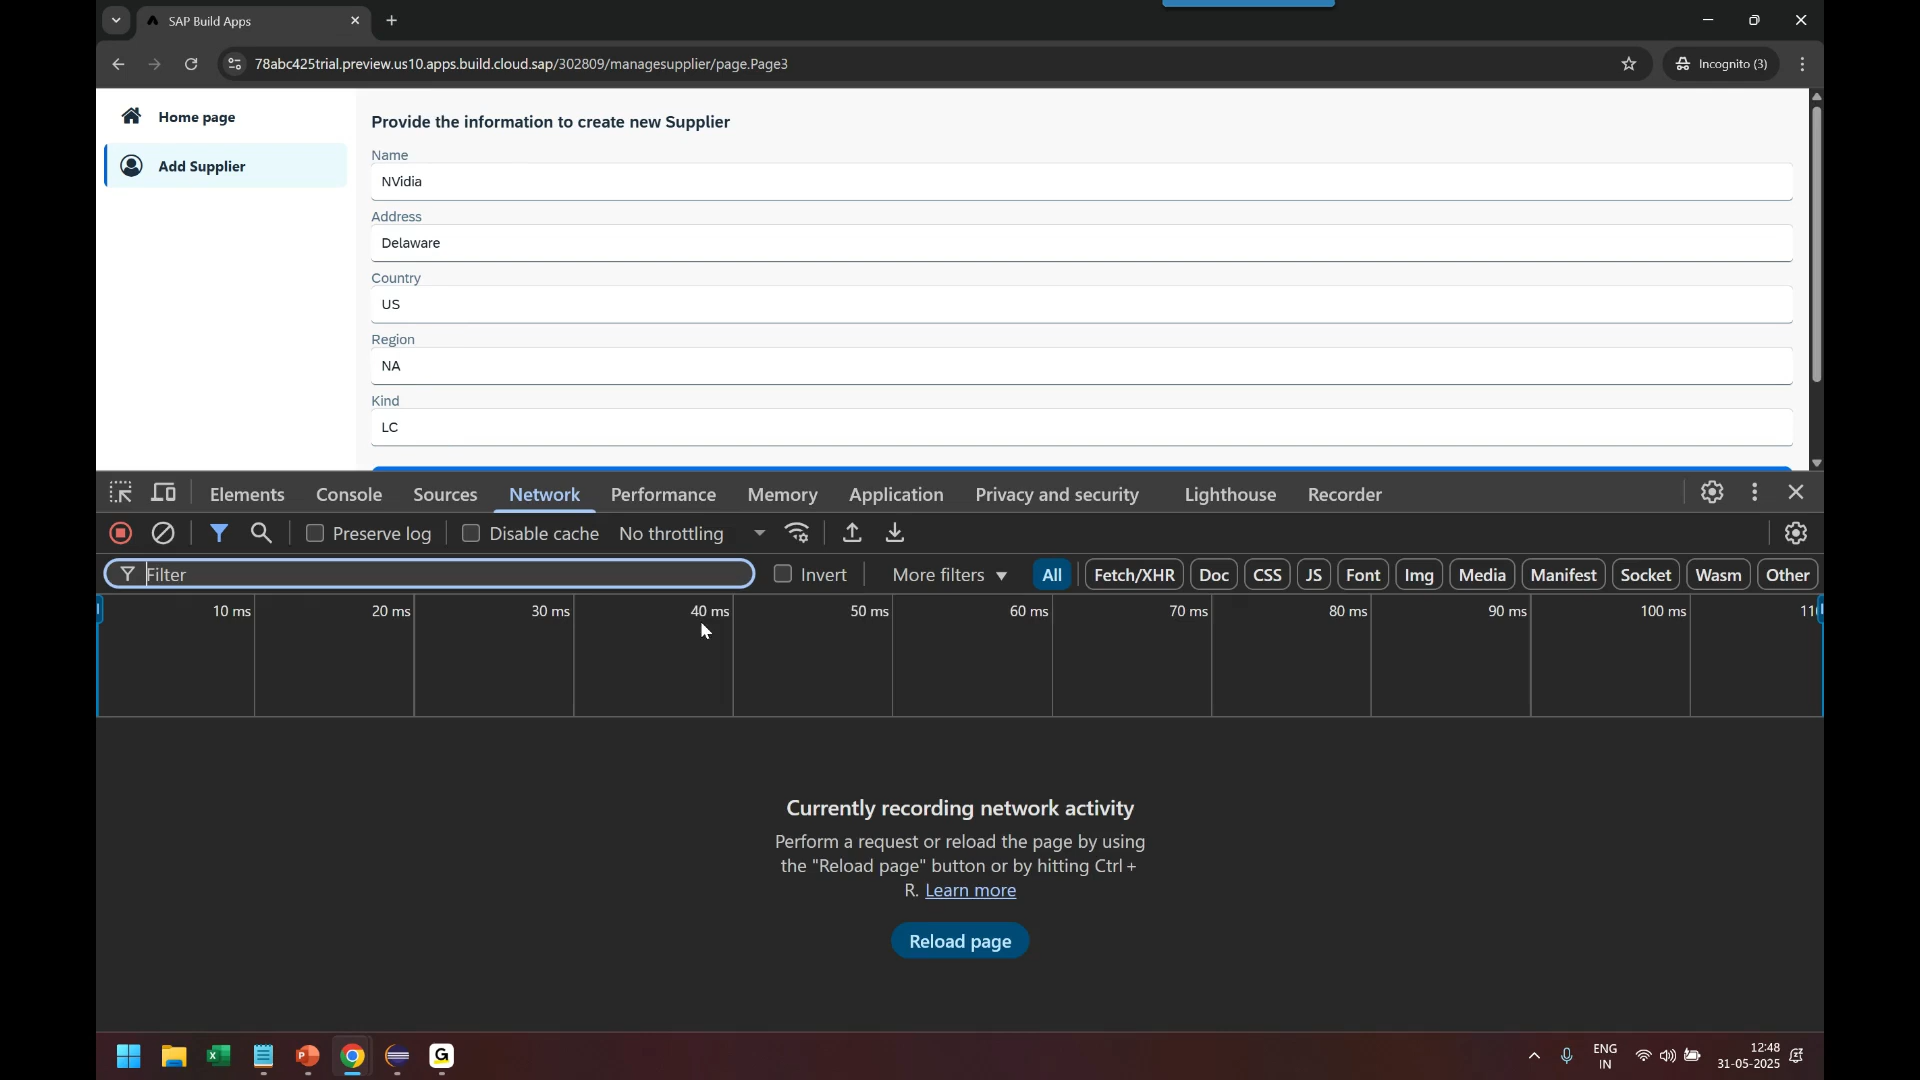 SAP Build Apps
78abc425trial.preview.us10.apps.build.cloud.sap/302809/managesupplier/page.Page3
Incognito (3)
Home page
Add Supplier
Provide the information to create new Supplier
Name
NVidia
Address
Delaware
Country
US
Region
NA
Kind
LC
Elements Console Sources Network Performance Memory Application Privacy and security Lighthouse Recorder
Preserve log Disable cache No throttling
Filter Invert More filters All Fetch/XHR Doc CSS JS Font Img Media Manifest Socket Wasm Other
10 ms 20 ms 30 ms 40 ms 50 ms 60 ms 70 ms 80 ms 90 ms 100 ms 11
Currently recording network activity
Perform a request or reload the page by using
the "Reload page" button or by hitting Ctrl +
R. Learn more
Reload page
ENG
IN
12:48
31-05-2025